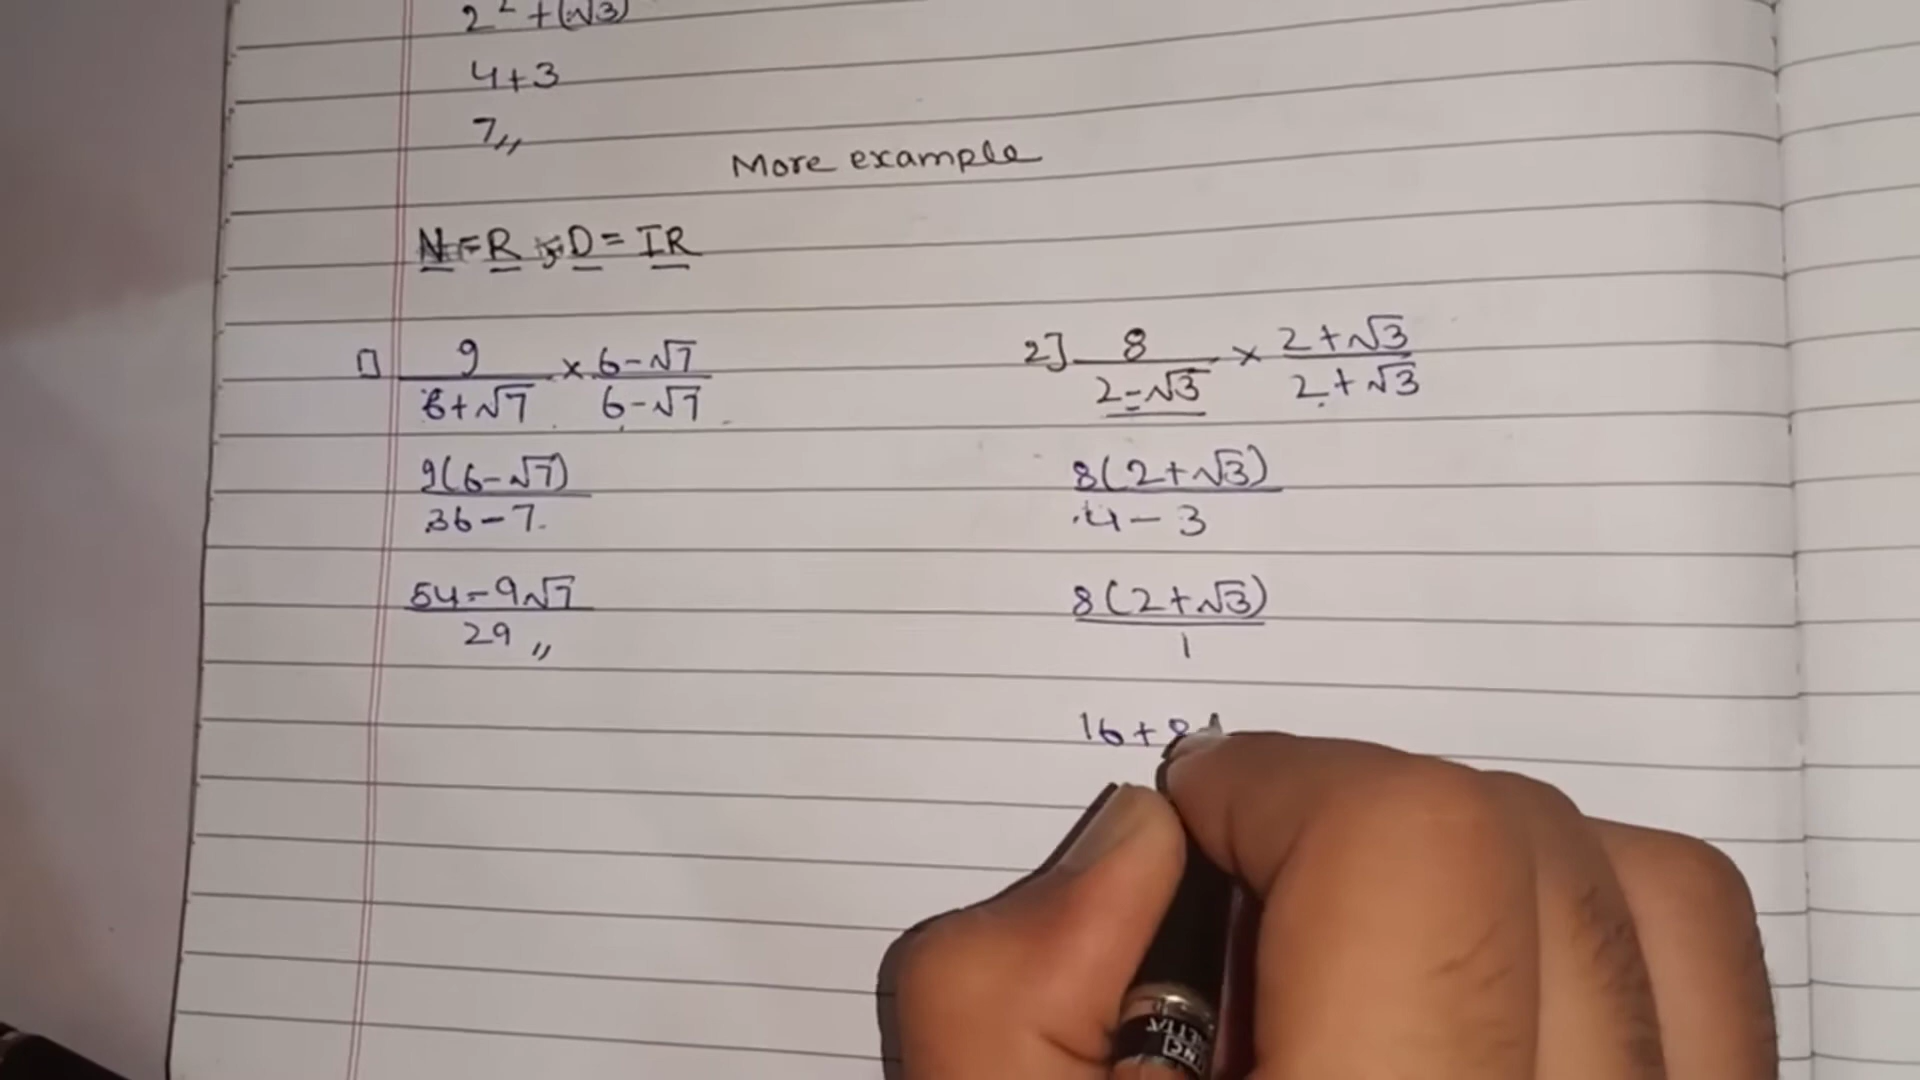 2² + (√3)
4+3
7,,
More example
N = R , D = IR
1] 9/6+√7 × 6-√7/6-√7
9(6-√7)/36-7
54-9√7/29 ,,
2] 8/2-√3 × 2+√3/2+√3
8(2+√3)/4-3
8(2+√3)/1
16+8